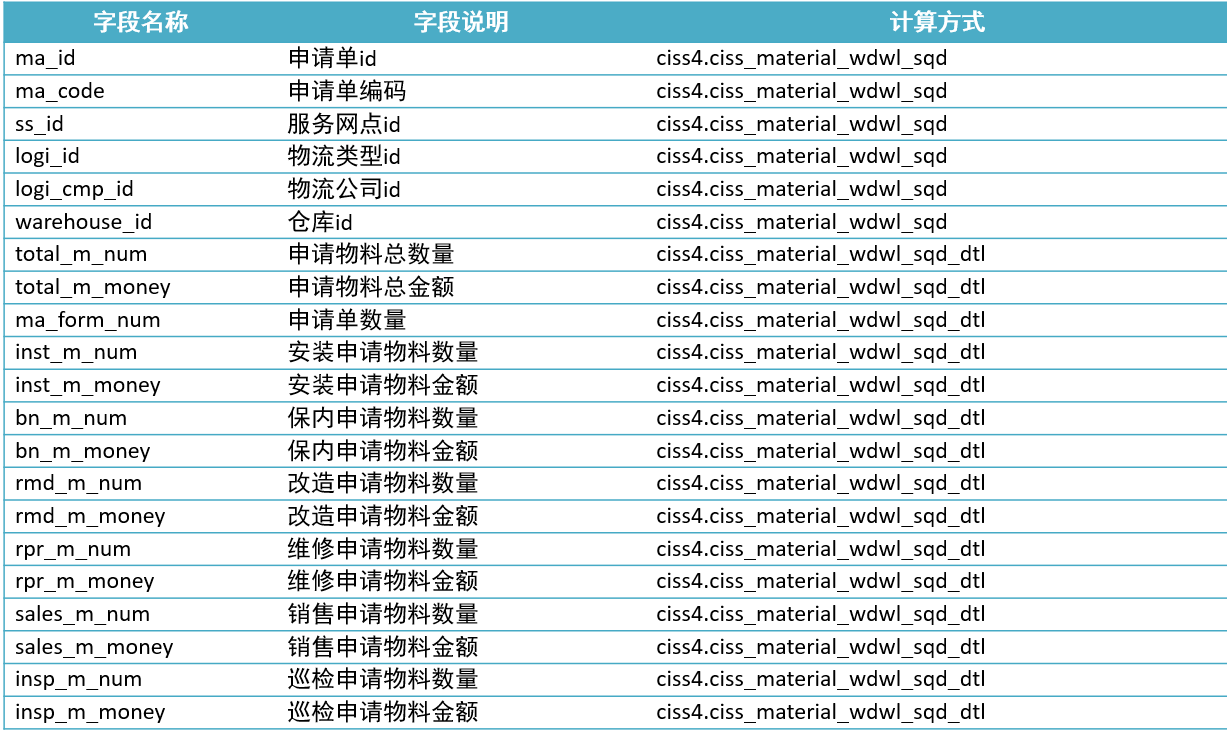 字段名称 字段说明 计算方式
ma_id 申请单id ciss4.ciss_material_wdwl_sqd
ma_code 申请单编码 ciss4.ciss_material_wdwl_sqd
ss_id 服务网点id ciss4.ciss_material_wdwl_sqd
logi_id 物流类型id ciss4.ciss_material_wdwl_sqd
logi_cmp_id 物流公司id ciss4.ciss_material_wdwl_sqd
warehouse_id 仓库id ciss4.ciss_material_wdwl_sqd
total_m_num 申请物料总数量 ciss4.ciss_material_wdwl_sqd_dtl
total_m_money 申请物料总金额 ciss4.ciss_material_wdwl_sqd_dtl
ma_form_num 申请单数量 ciss4.ciss_material_wdwl_sqd_dtl
inst_m_num 安装申请物料数量 ciss4.ciss_material_wdwl_sqd_dtl
inst_m_money 安装申请物料金额 ciss4.ciss_material_wdwl_sqd_dtl
bn_m_num 保内申请物料数量 ciss4.ciss_material_wdwl_sqd_dtl
bn_m_money 保内申请物料金额 ciss4.ciss_material_wdwl_sqd_dtl
rmd_m_num 改造申请物料数量 ciss4.ciss_material_wdwl_sqd_dtl
rmd_m_money 改造申请物料金额 ciss4.ciss_material_wdwl_sqd_dtl
rpr_m_num 维修申请物料数量 ciss4.ciss_material_wdwl_sqd_dtl
rpr_m_money 维修申请物料金额 ciss4.ciss_material_wdwl_sqd_dtl
sales_m_num 销售申请物料数量 ciss4.ciss_material_wdwl_sqd_dtl
sales_m_money 销售申请物料金额 ciss4.ciss_material_wdwl_sqd_dtl
insp_m_num 巡检申请物料数量 ciss4.ciss_material_wdwl_sqd_dtl
insp_m_money 巡检申请物料金额 ciss4.ciss_material_wdwl_sqd_dtl